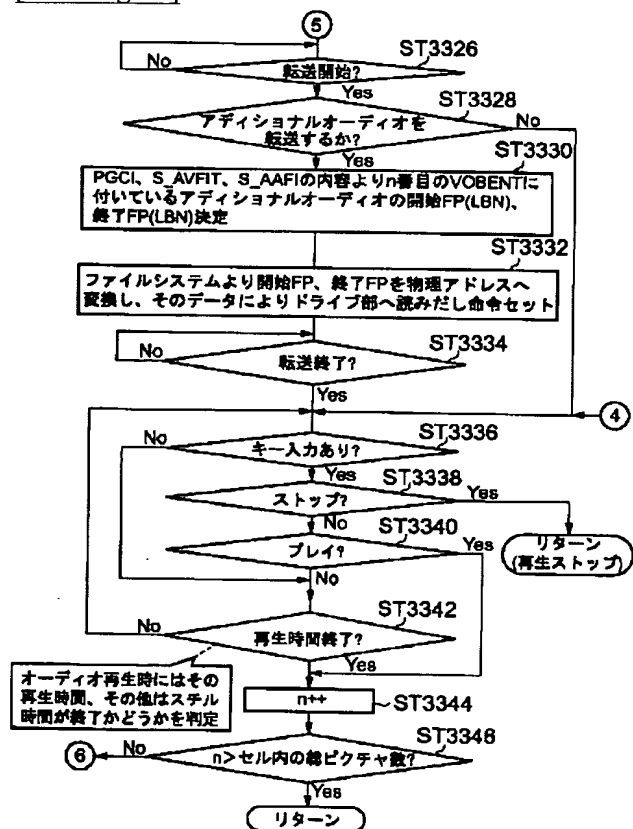 5
ST3326
転送開始?
No
Yes
ST3328
アディショナルオーディオを
転送するか?
No
Yes
ST3330
PGCI、S_AVFIT、S_AAFIの内容よりn番目のVOBENTIに
付いているアディショナルオーディオの開始FP(LBN)、
終了FP(LBN)決定
ST3332
ファイルシステムより開始FP、終了FPを物理アドレスへ
変換し、そのデータによりドライブ部へ読みだし命令セット
ST3334
転送終了?
No
Yes
4
ST3336
キー入力あり?
No
Yes
ST3338
ストップ?
Yes
No
リターン
(再生ストップ)
ST3340
プレイ?
Yes
No
ST3342
再生時間終了?
No
Yes
オーディオ再生時にはその
再生時間、その他はスチル
時間が終了かどうかを判定
n++
ST3344
ST3346
n>セル内の総ピクチャ数?
No
6
Yes
リターン